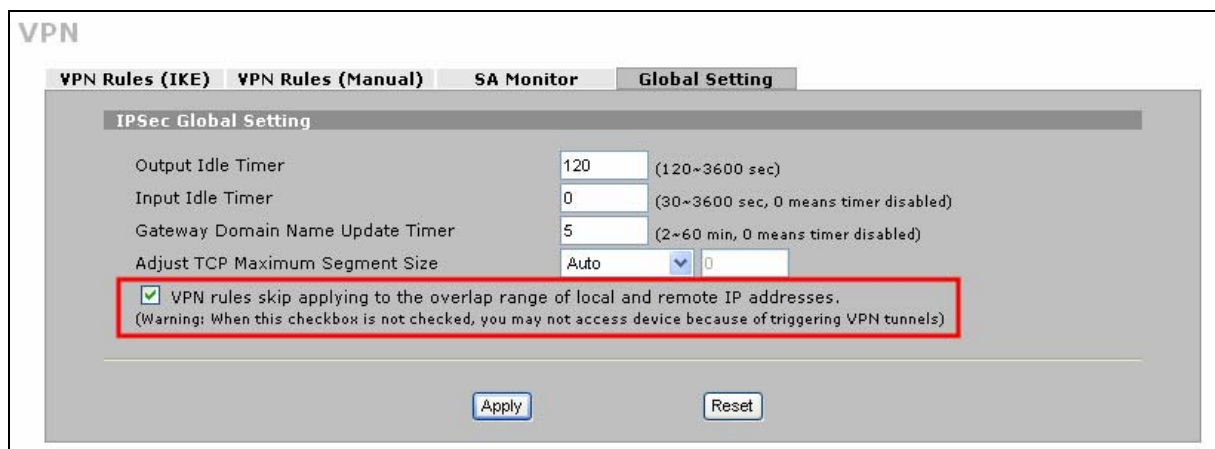 VPN
VPN Rules (IKE) VPN Rules (Manual) SA Monitor Global Setting
IPSec Global Setting
Output Idle Timer 120 (120~3600 sec)
Input Idle Timer 0 (30~3600 sec, 0 means timer disabled)
Gateway Domain Name Update Timer 5 (2~60 min, 0 means timer disabled)
Adjust TCP Maximum Segment Size Auto 0
VPN rules skip applying to the overlap range of local and remote IP addresses.
(Warning: When this checkbox is not checked, you may not access device because of triggering VPN tunnels)
Apply Reset